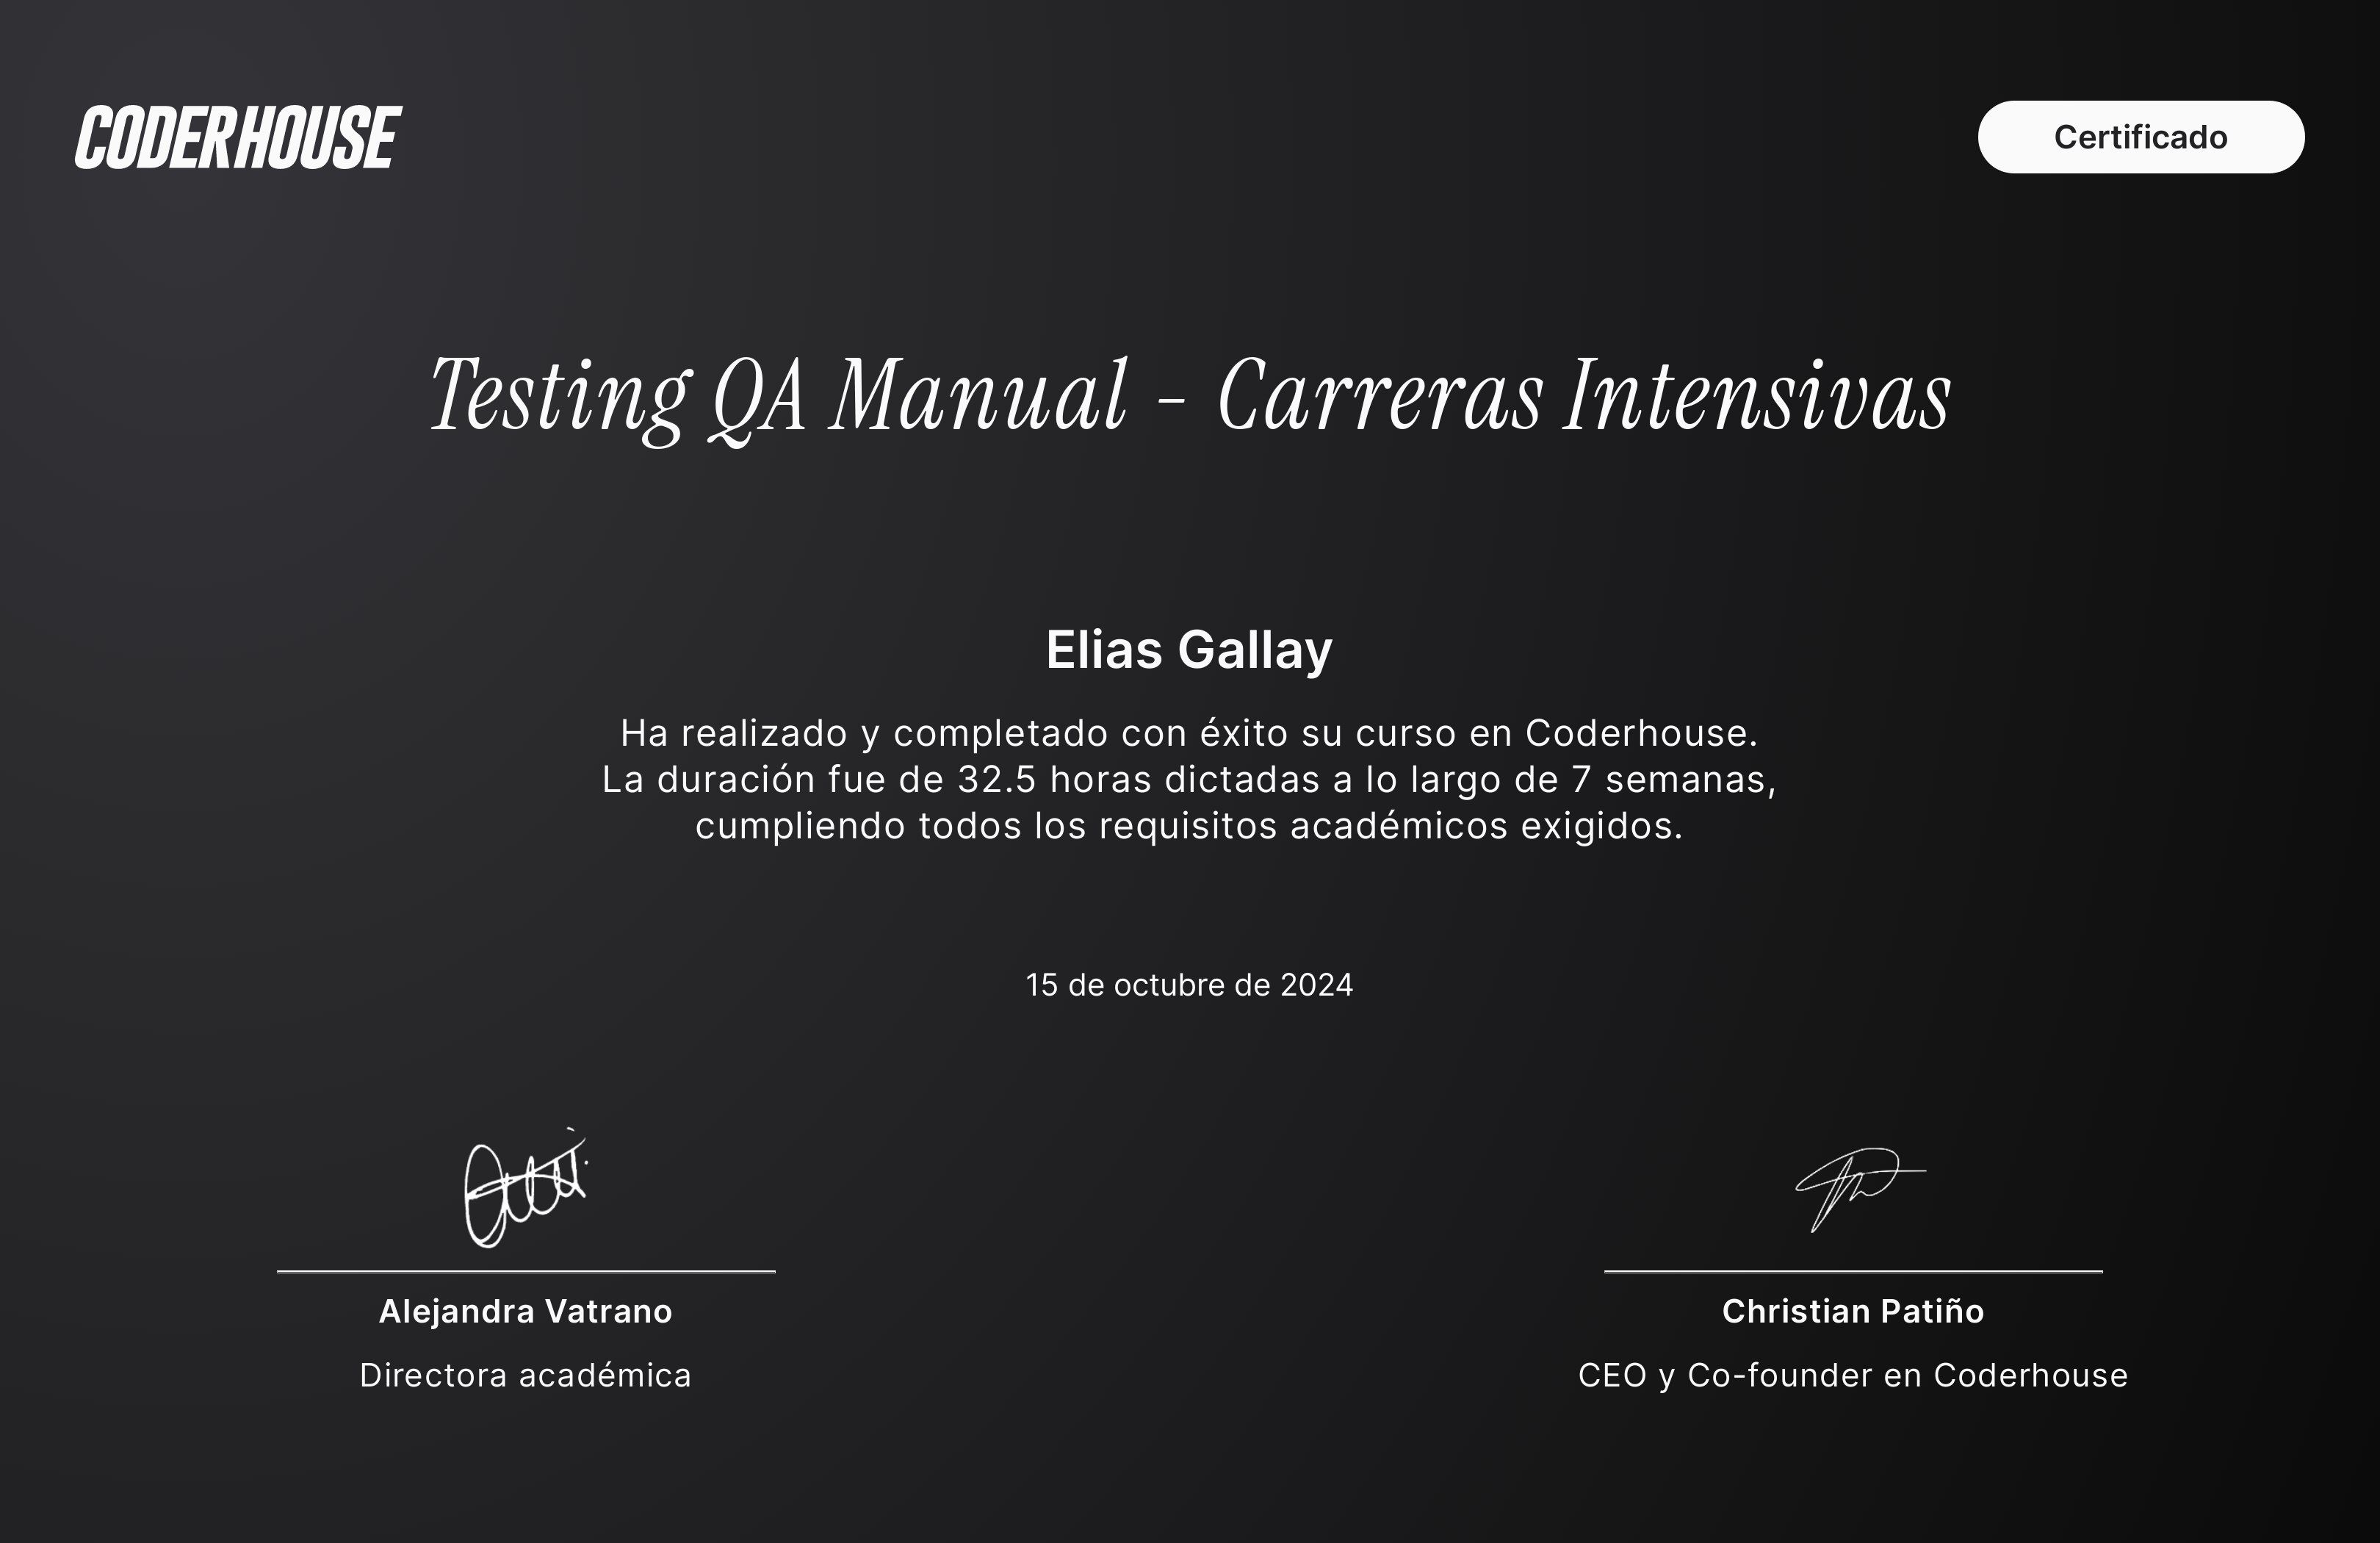 CODERHOUSE
Certificado
Testing QA Manual - Carreras Intensivas
Elias Gallay
Ha realizado y completado con éxito su curso en Coderhouse.
La duración fue de 32.5 horas dictadas a lo largo de 7 semanas,
cumpliendo todos los requisitos académicos exigidos.
15 de octubre de 2024
Alejandra Vatrano
Directora académica
Christian Patiño
CEO y Co-founder en Coderhouse